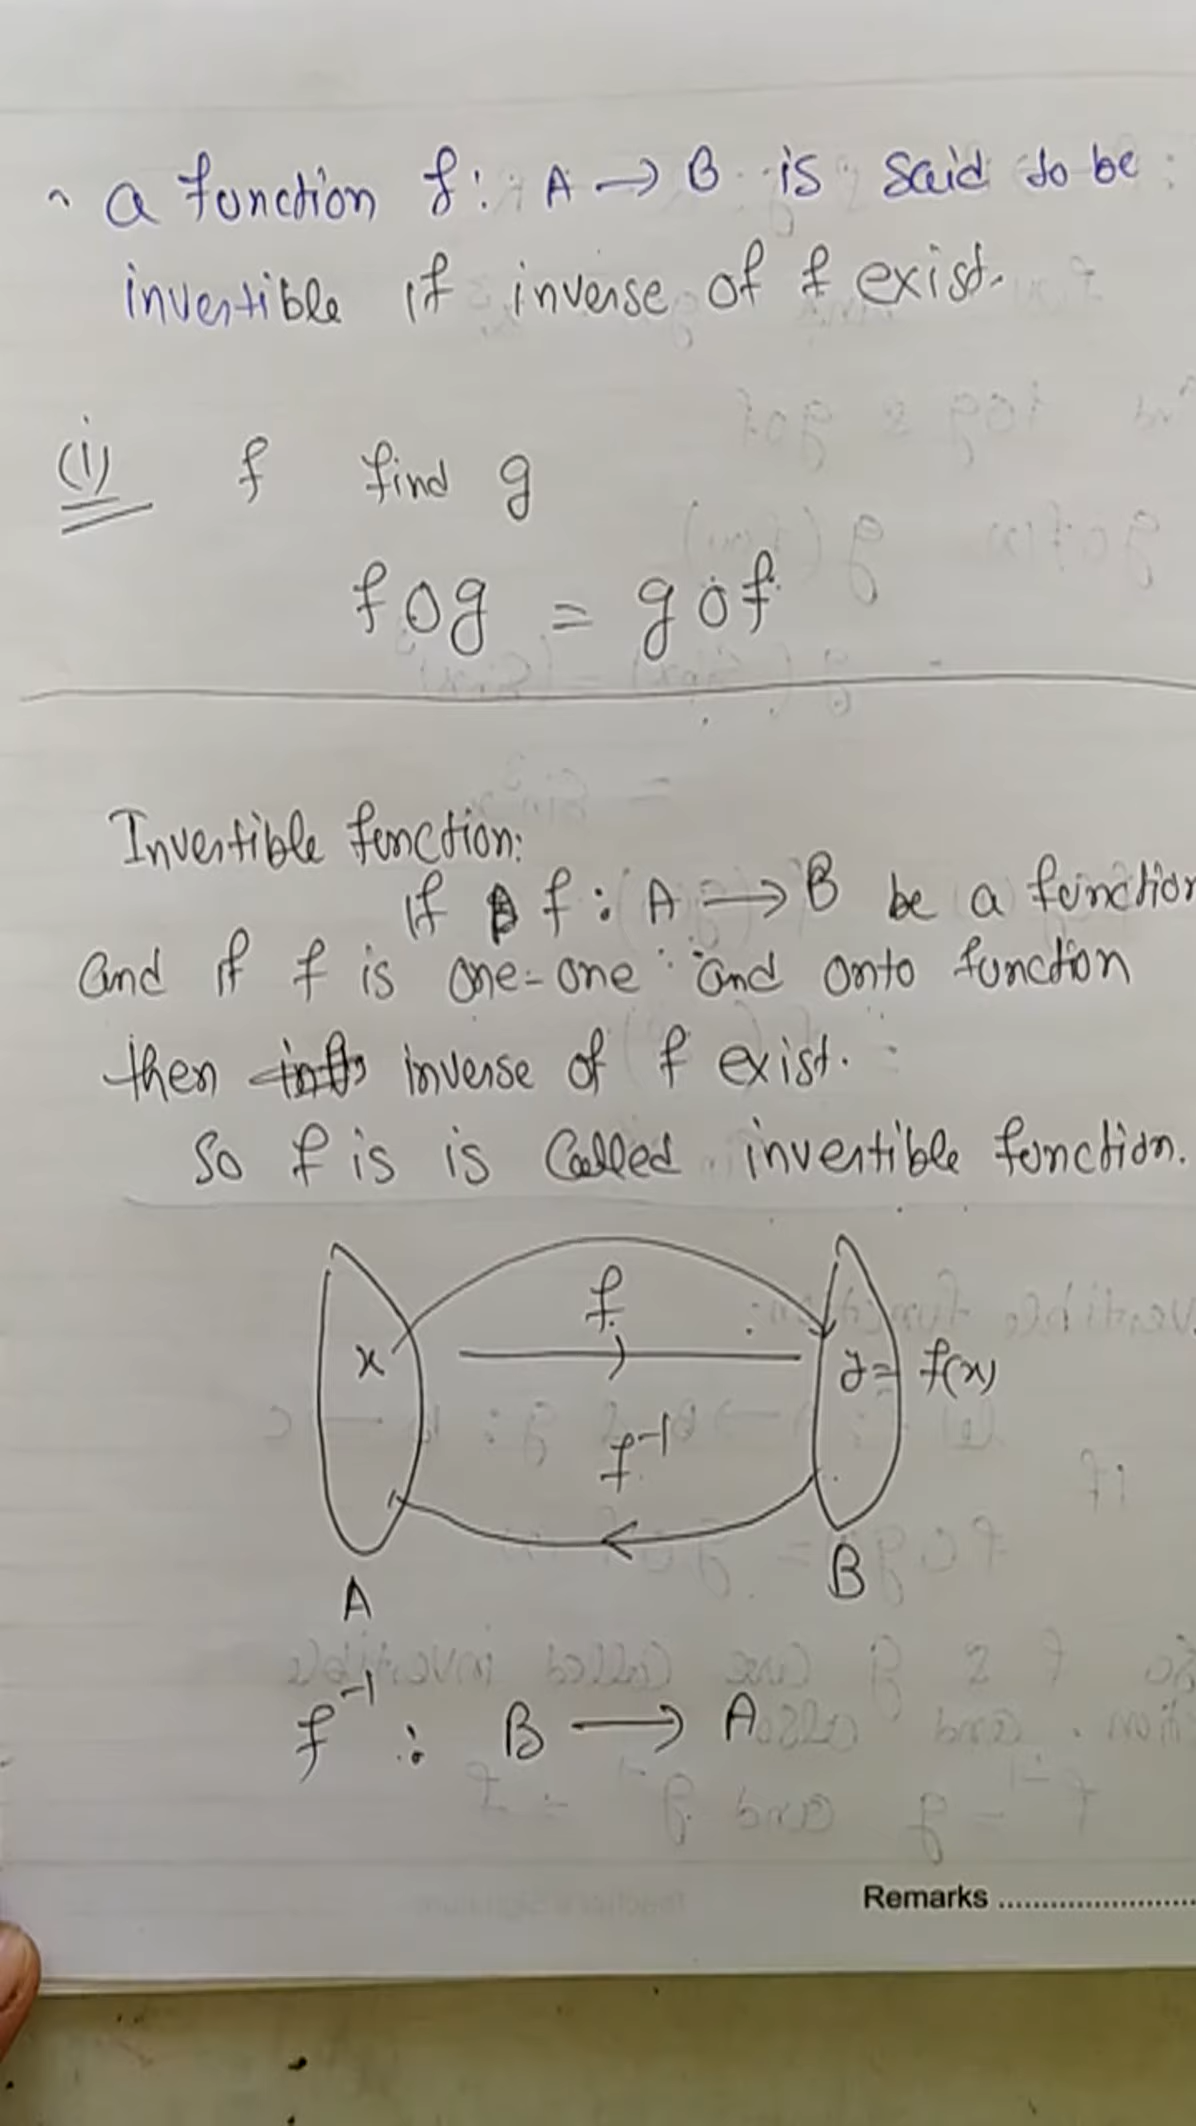 a function f: A → B is said to be
invertible if inverse of f exist.
(i) f find g
fog = gof
Invertible function:
if f : A → B be a function
and if f is one-one and onto function
then inverse of f exist.
So f is is Called invertible function.
f
x
y = f(x)
f⁻¹
A
B
f⁻¹ : B → A
Remarks ........................